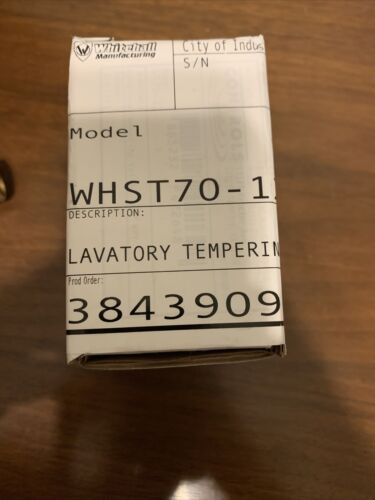 Whitehall
Manufacturing
City of Indus
S/N
Model
WHST70-1
DESCRIPTION:
LAVATORY TEMPERIN
Prod Order:
3843909